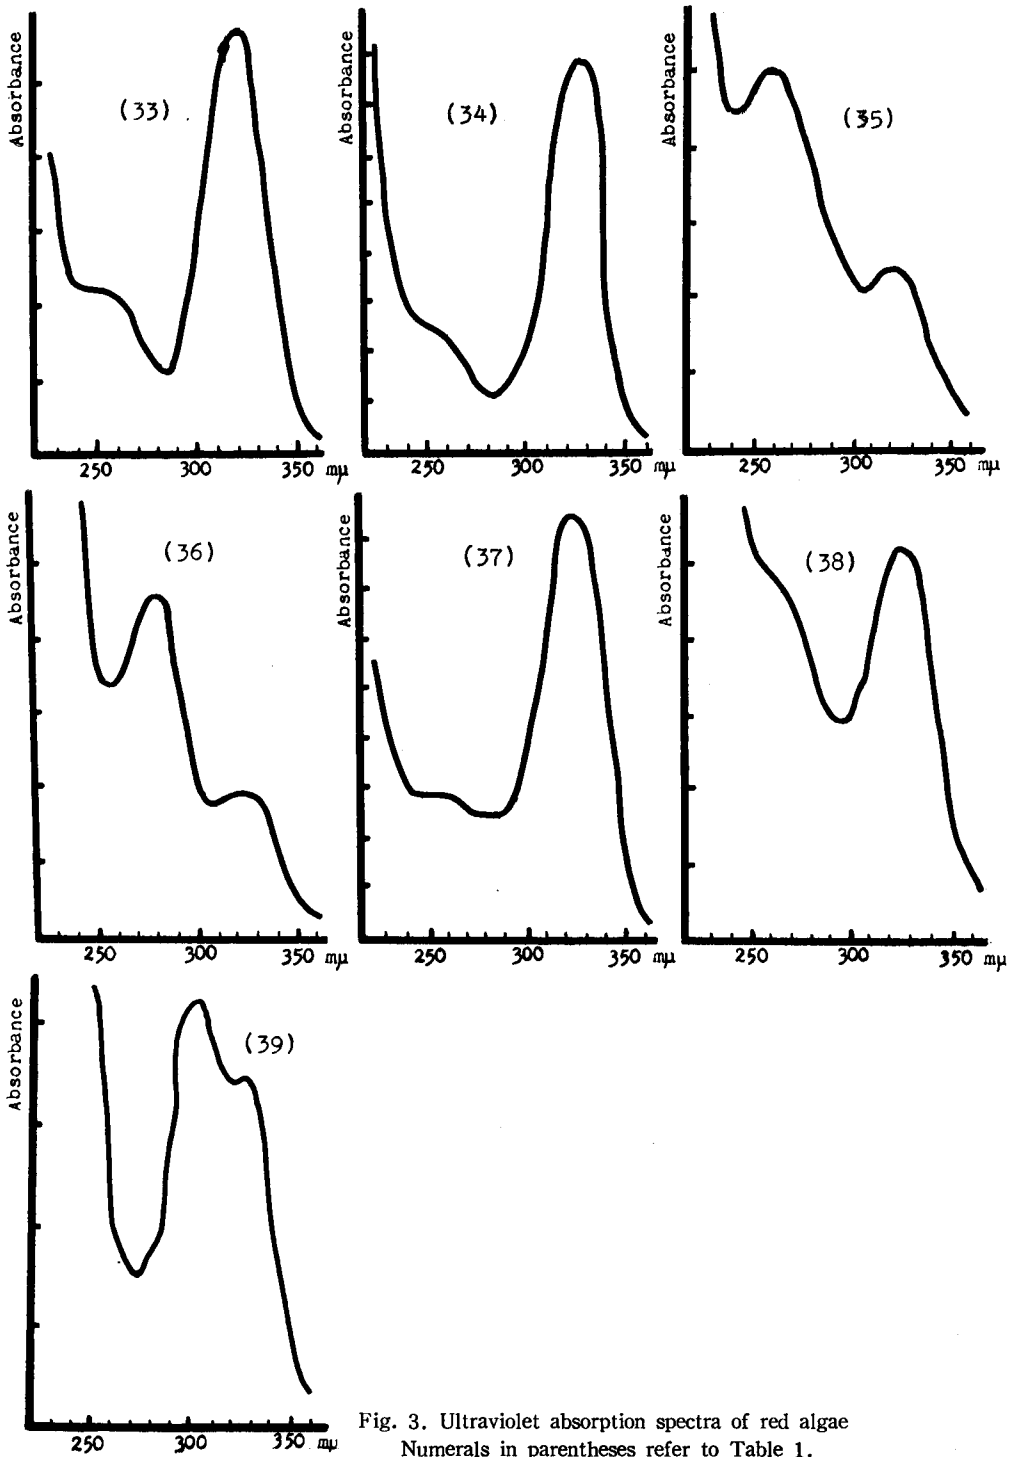 Absorbance
(33)
250 300 350 mμ
Absorbance
(34)
250 300 350 mμ
Absorbance
(35)
250 300 350 mμ
Absorbance
(36)
250 300 350 mμ
Absorbance
(37)
250 300 350 mμ
Absorbance
(38)
250 300 350 mμ
Absorbance
(39)
250 300 350 mμ
Fig. 3. Ultraviolet absorption spectra of red algae
Numerals in parentheses refer to Table 1.